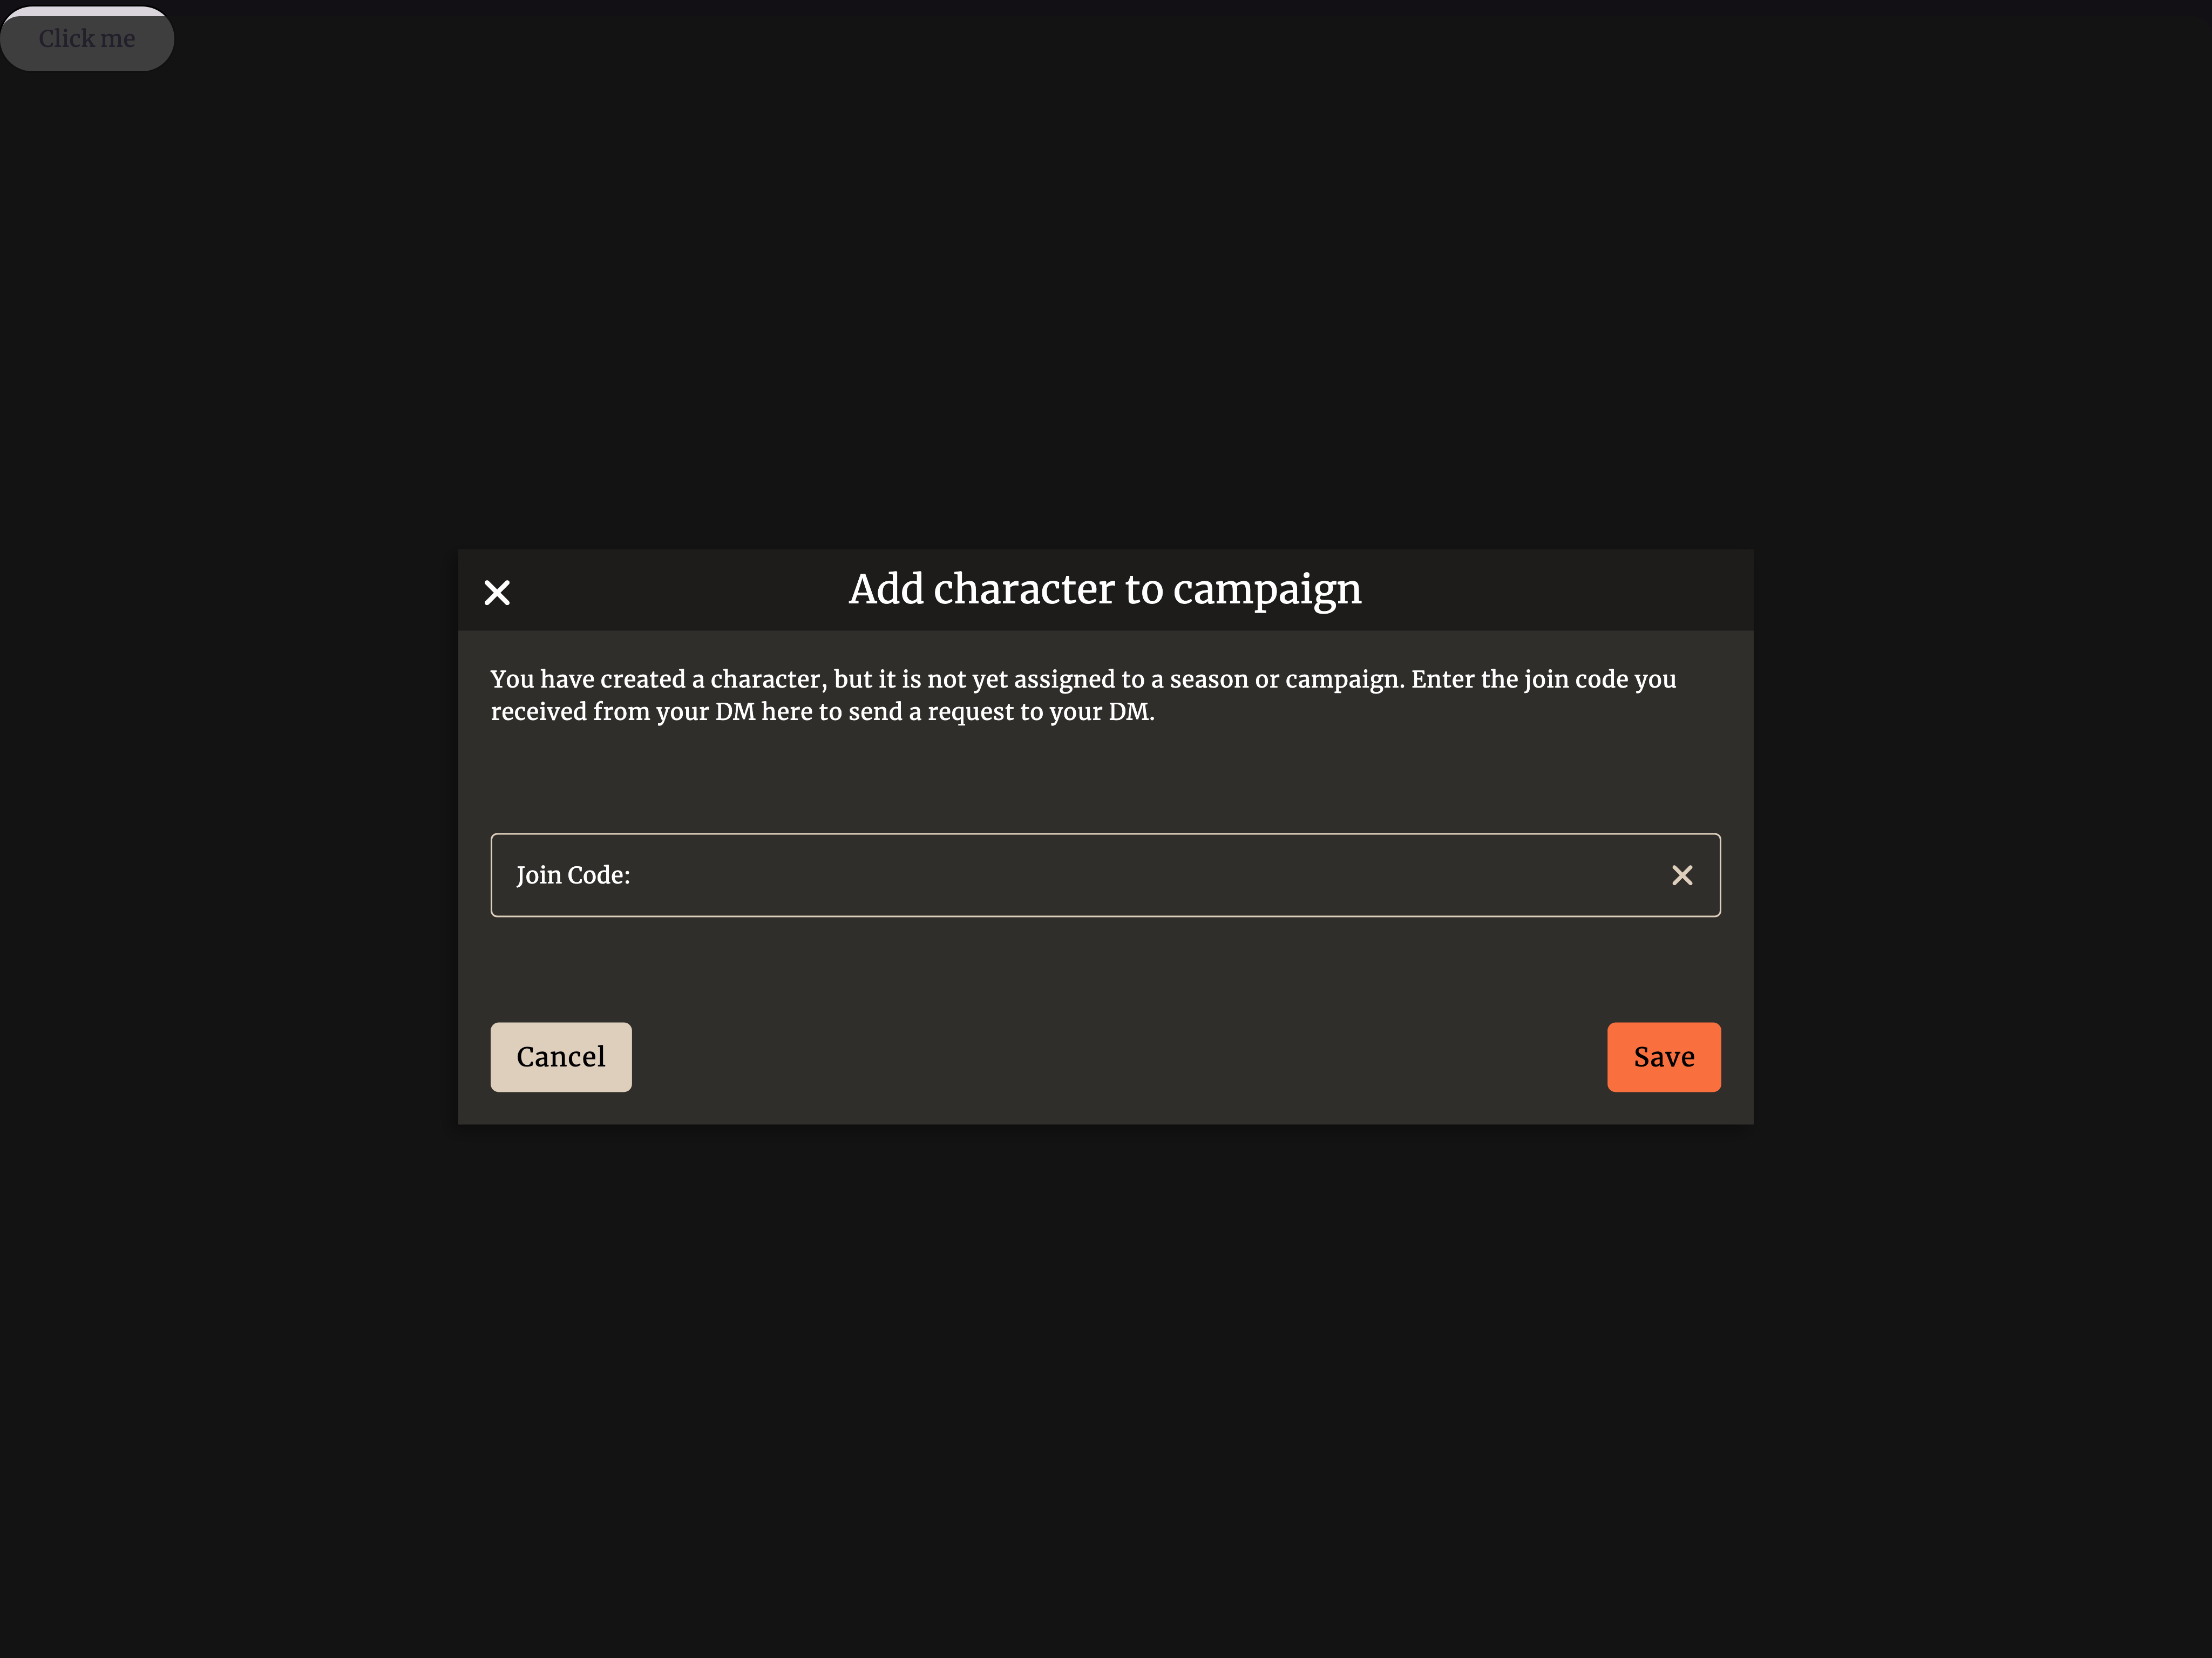 Click me
Add character to campaign
You have created a character, but it is not yet assigned to a season or campaign. Enter the join code you
received from your DM here to send a request to your DM.
Join Code:
Cancel
Save